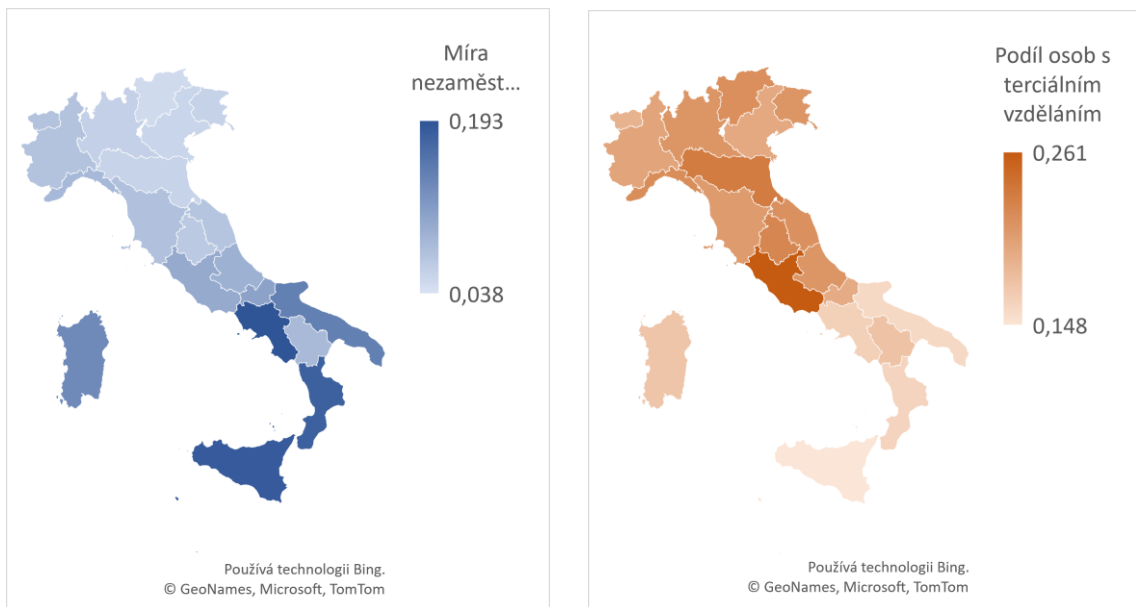 Míra
nezaměst...
0,193
0,038
Používá technologii Bing.
© GeoNames, Microsoft, TomTom
Podíl osob s
terciálním
vzděláním
0,261
0,148
Používá technologii Bing.
© GeoNames, Microsoft, TomTom